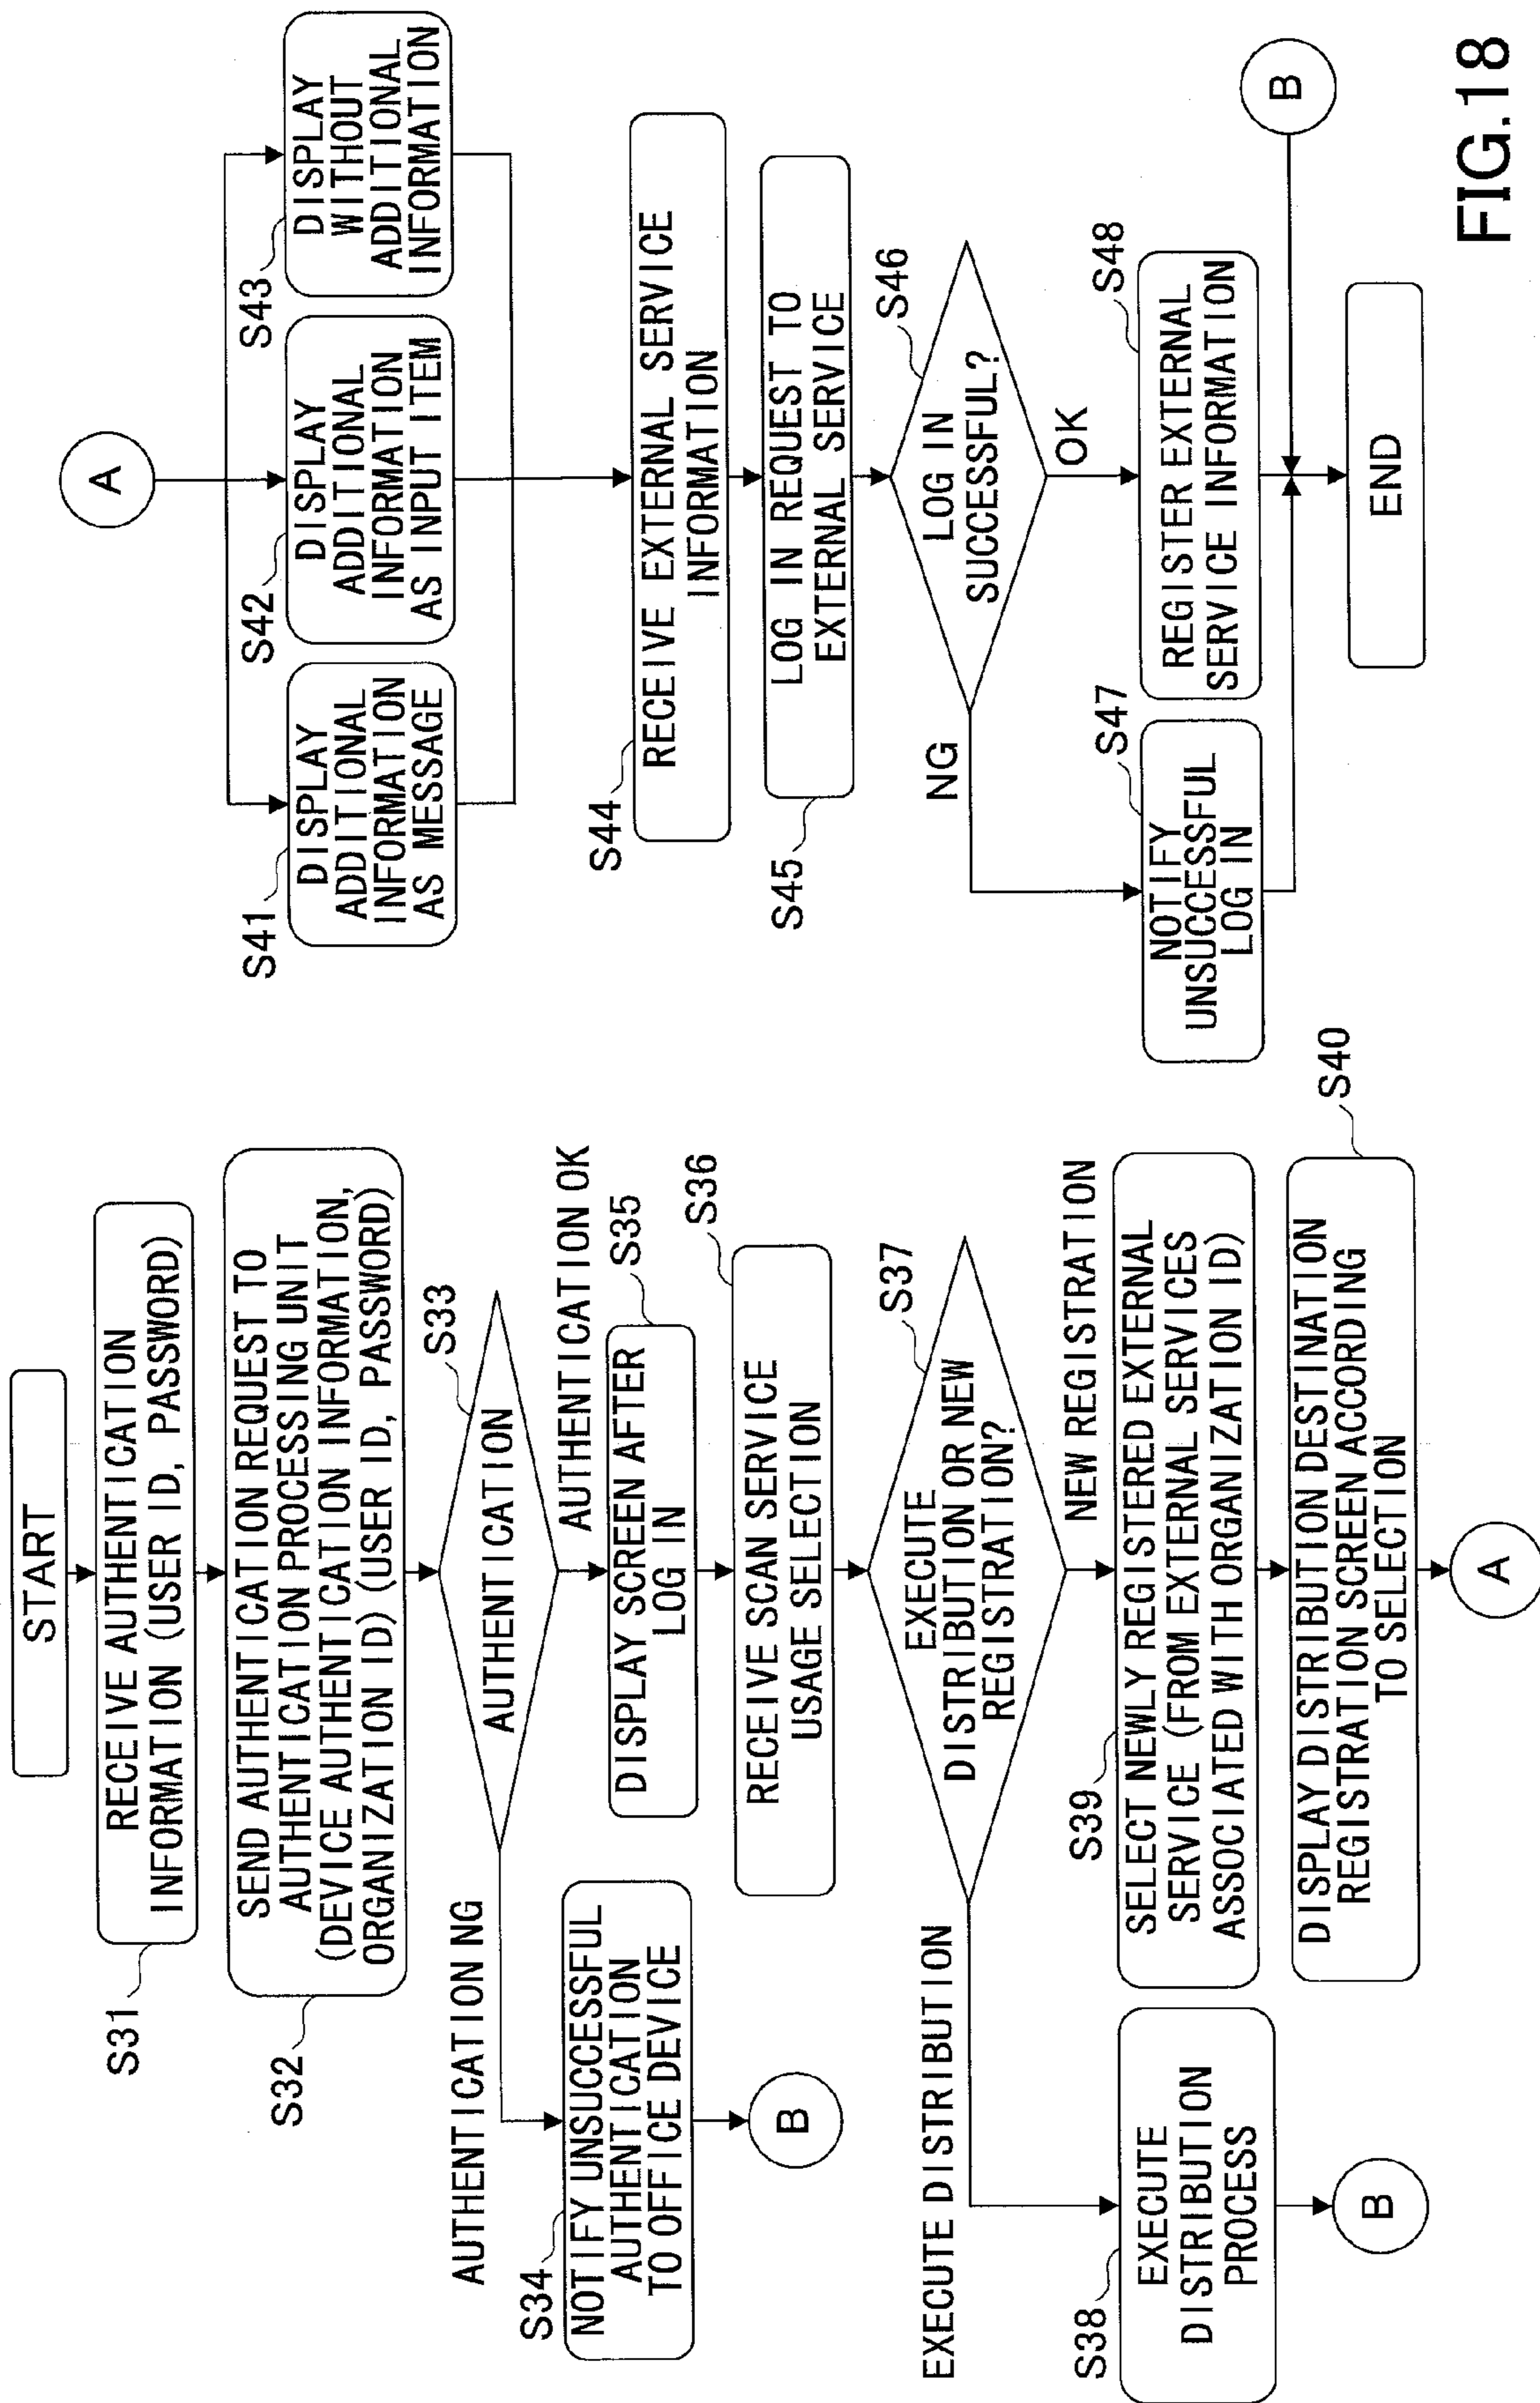 START
S31
RECEIVE AUTHENTICATION
INFORMATION (USER ID, PASSWORD)
S32
SEND AUTHENTICATION REQUEST TO
AUTHENTICATION PROCESSING UNIT
(DEVICE AUTHENTICATION INFORMATION,
ORGANIZATION ID) (USER ID, PASSWORD)
S33
AUTHENTICATION
AUTHENTICATION NG
AUTHENTICATION OK
S34
NOTIFY UNSUCCESSFUL
AUTHENTICATION
TO OFFICE DEVICE
B
S35
DISPLAY SCREEN AFTER
LOG IN
S36
RECEIVE SCAN SERVICE
USAGE SELECTION
S37
EXECUTE
DISTRIBUTION OR NEW
REGISTRATION?
EXECUTE DISTRIBUTION
NEW REGISTRATION
S38
EXECUTE
DISTRIBUTION
PROCESS
B
S39
SELECT NEWLY REGISTERED EXTERNAL
SERVICE (FROM EXTERNAL SERVICES
ASSOCIATED WITH ORGANIZATION ID)
S40
DISPLAY DISTRIBUTION DESTINATION
REGISTRATION SCREEN ACCORDING
TO SELECTION
A
A
S41
DISPLAY
ADDITIONAL
INFORMATION
AS MESSAGE
S42
DISPLAY
ADDITIONAL
INFORMATION
AS INPUT ITEM
S43
DISPLAY
WITHOUT
ADDITIONAL
INFORMATION
S44
RECEIVE EXTERNAL SERVICE
INFORMATION
S45
LOG IN REQUEST TO
EXTERNAL SERVICE
S46
LOG IN
SUCCESSFUL?
NG
OK
S47
NOTIFY
UNSUCCESSFUL
LOG IN
S48
REGISTER EXTERNAL
SERVICE INFORMATION
B
END
FIG.18